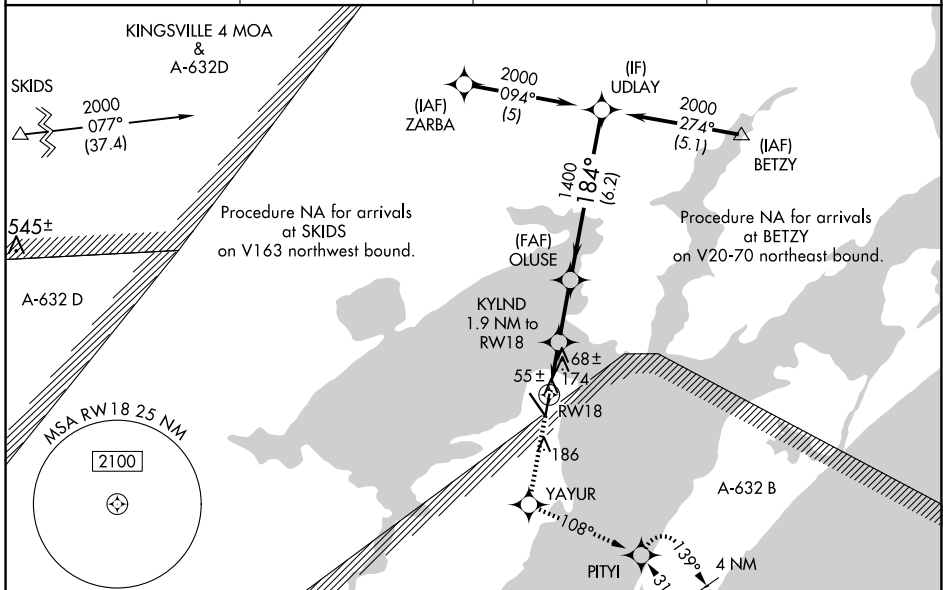 KINGSVILLE 4 MOA
&
A-632D
SKIDS
2000
077°
(37.4)
(IAF)
ZARBA
2000
094°
(5)
(IF)
UDLAY
2000
274°
(5.1)
(IAF)
BETZY
1400
184°
(6.2)
545±
Procedure NA for arrivals
at SKIDS
on V163 northwest bound.
Procedure NA for arrivals
at BETZY
on V20-70 northeast bound.
(FAF)
OLUSE
A-632 D
KYLND
1.9 NM to
RW18
68±
55±
174
RW18
MSA RW18 25 NM
2100
186
A-632 B
YAYUR
108°
PITYI
139°
4 NM